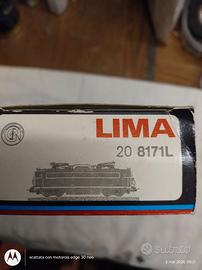 LIMA
20 8171L
scattata con motorola edge 30 neo
Subito